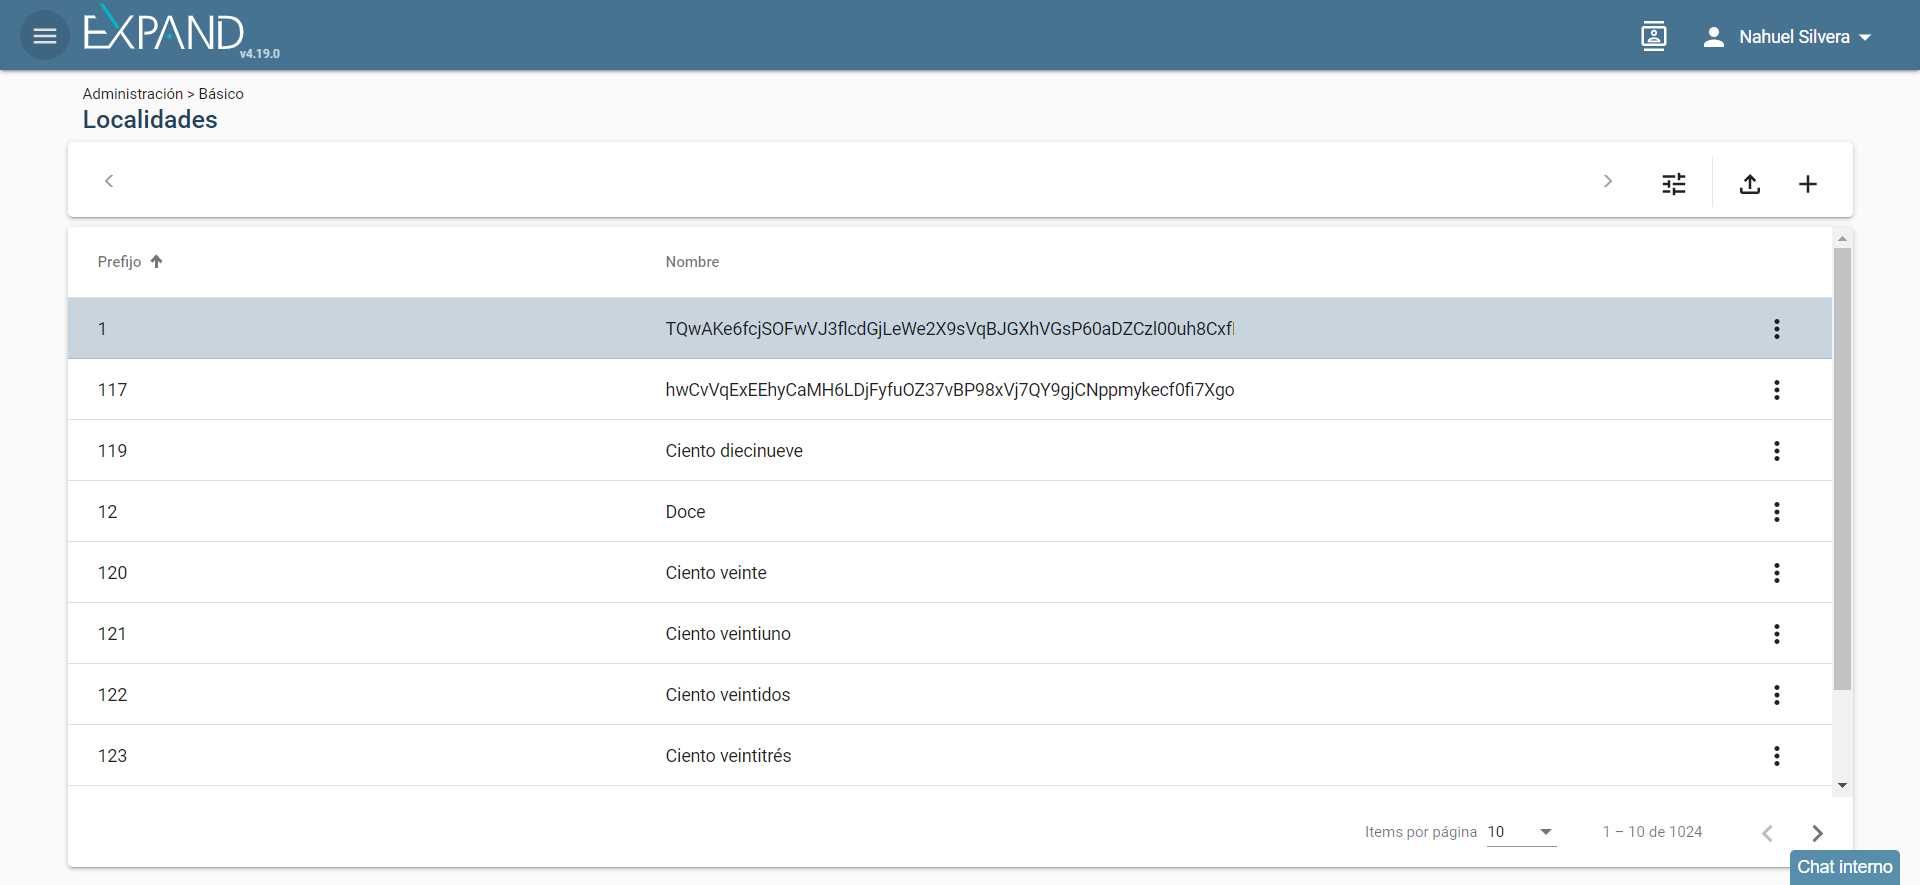 EXPAND
v4.19.0
Nahuel Silvera
Administración > Básico
Localidades
Prefijo Nombre
1 TQwAKe6fcjSOFwVJ3flcdGjLeWe2X9sVqBJGXhVGsP60aDZCzl00uh8Cxf
117 hwCvVqExEEhyCaMH6LDjFyfuOZ37vBP98xVj7QY9gjCNppmykecf0fi7Xgo
119 Ciento diecinueve
12 Doce
120 Ciento veinte
121 Ciento veintiuno
122 Ciento veintidos
123 Ciento veintitrés
Items por página 10 1 – 10 de 1024
Chat interno